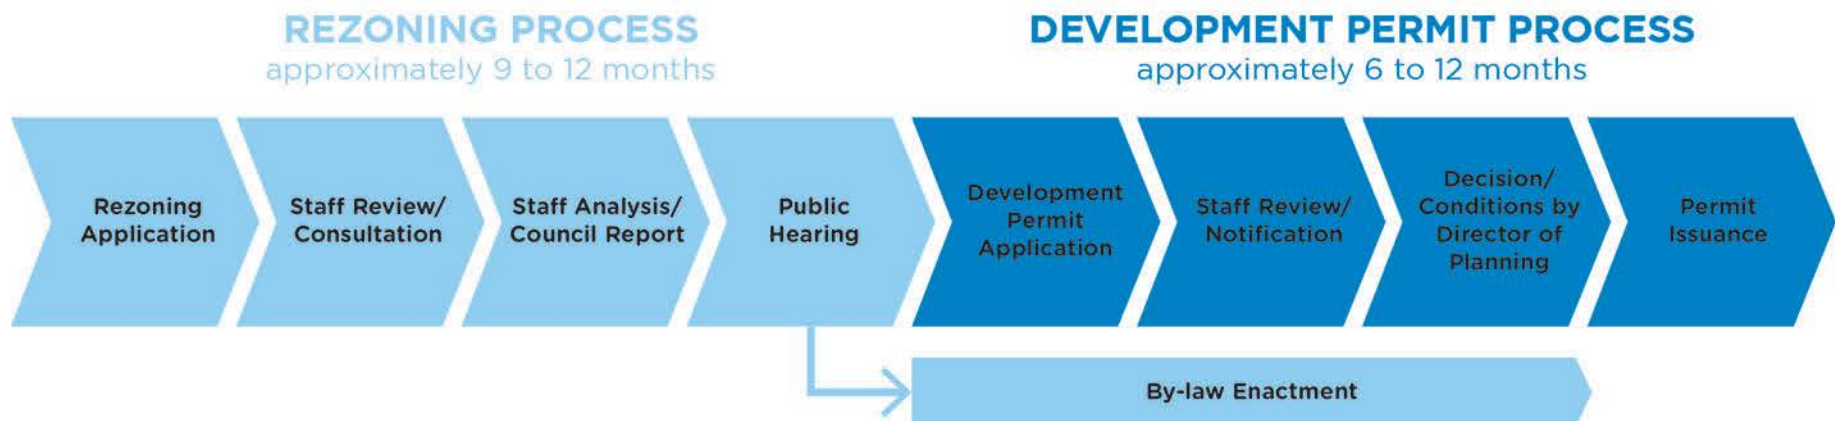 REZONING PROCESS
approximately 9 to 12 months
DEVELOPMENT PERMIT PROCESS
approximately 6 to 12 months
Rezoning
Application
Staff Review/
Consultation
Staff Analysis/
Council Report
Public
Hearing
Development
Permit
Application
Staff Review/
Notification
Decision/
Conditions by
Director of
Planning
Permit
Issuance
By-law Enactment